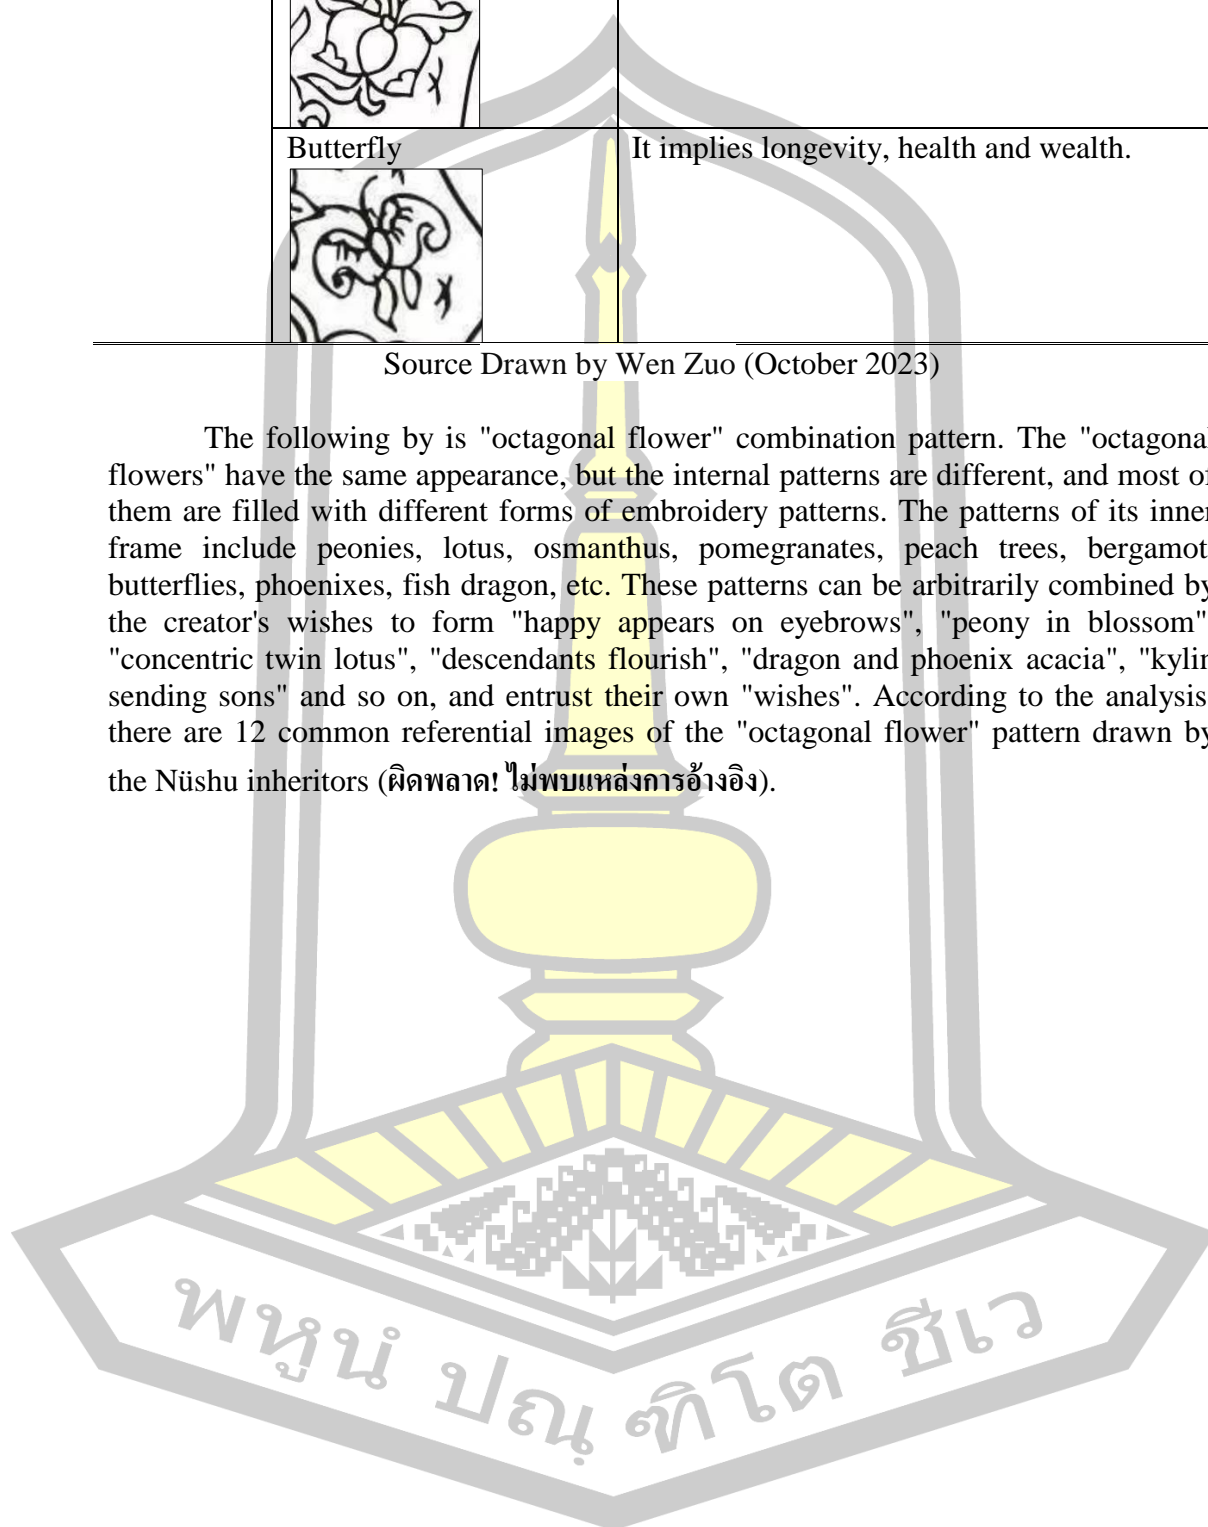 Butterfly
It implies longevity, health and wealth.
Source Drawn by Wen Zuo (October 2023)
The following by is "octagonal flower" combination pattern. The "octagonal
flowers" have the same appearance, but the internal patterns are different, and most of
them are filled with different forms of embroidery patterns. The patterns of its inner
frame include peonies, lotus, osmanthus, pomegranates, peach trees, bergamot
butterflies, phoenixes, fish dragon, etc. These patterns can be arbitrarily combined by
the creator's wishes to form "happy appears on eyebrows", "peony in blossom"
"concentric twin lotus", "descendants flourish", "dragon and phoenix acacia", "kylin
sending sons" and so on, and entrust their own "wishes". According to the analysis
there are 12 common referential images of the "octagonal flower" pattern drawn by
the Nüshu inheritors (ผิดพลาด! ไม่พบแหล่งการอ้างอิง).
พหูนํ ปณฺฑิโต ชีเว